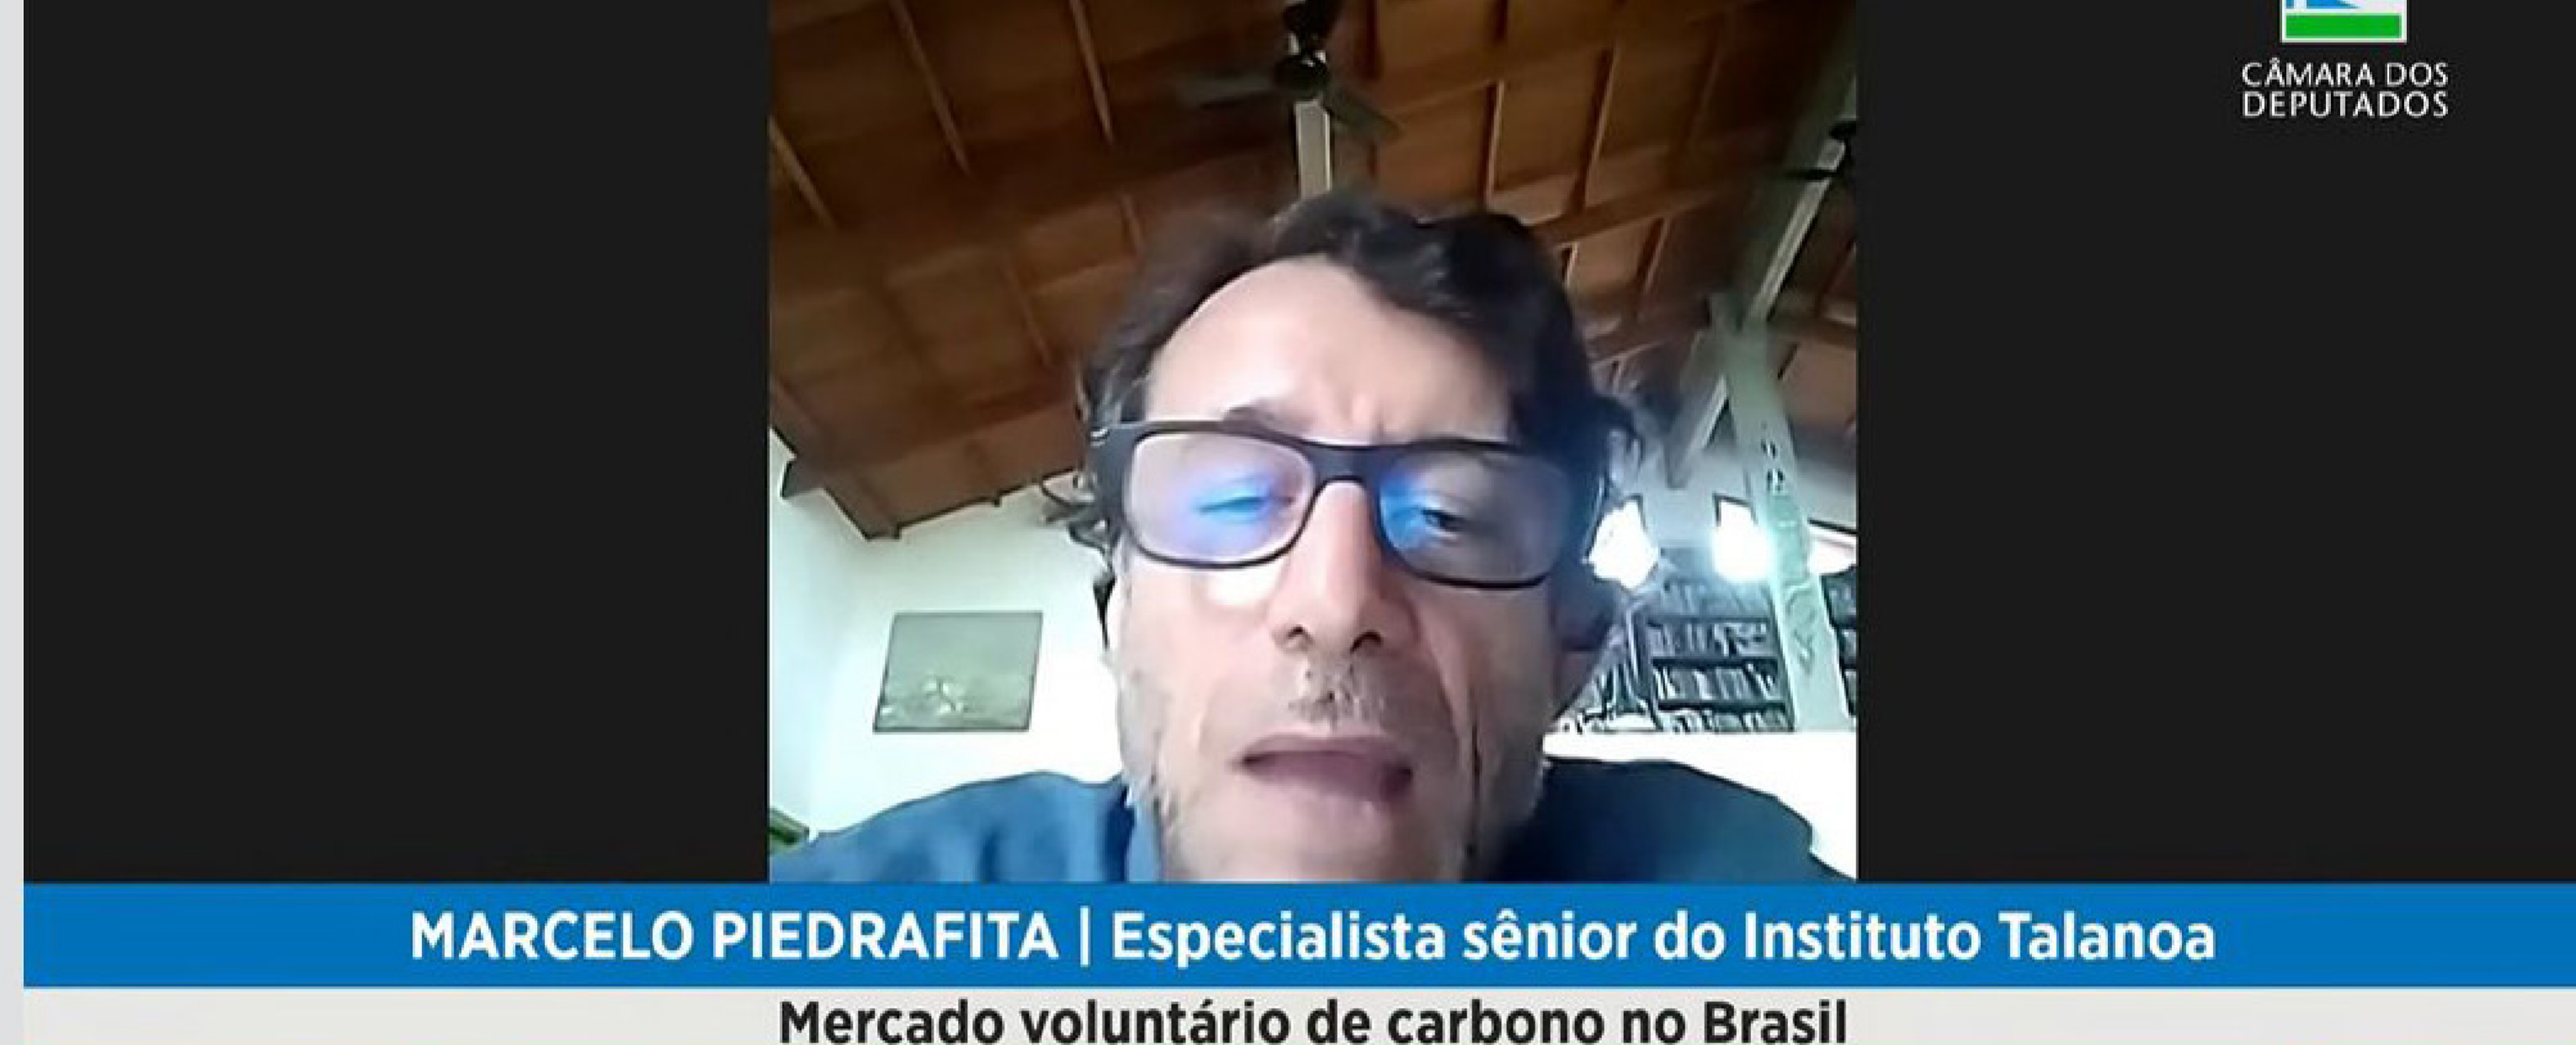 CÂMARA DOS
DEPUTADOS
MARCELO PIEDRAFITA | Especialista sênior do Instituto Talanoa
Mercado voluntário de carbono no Brasil